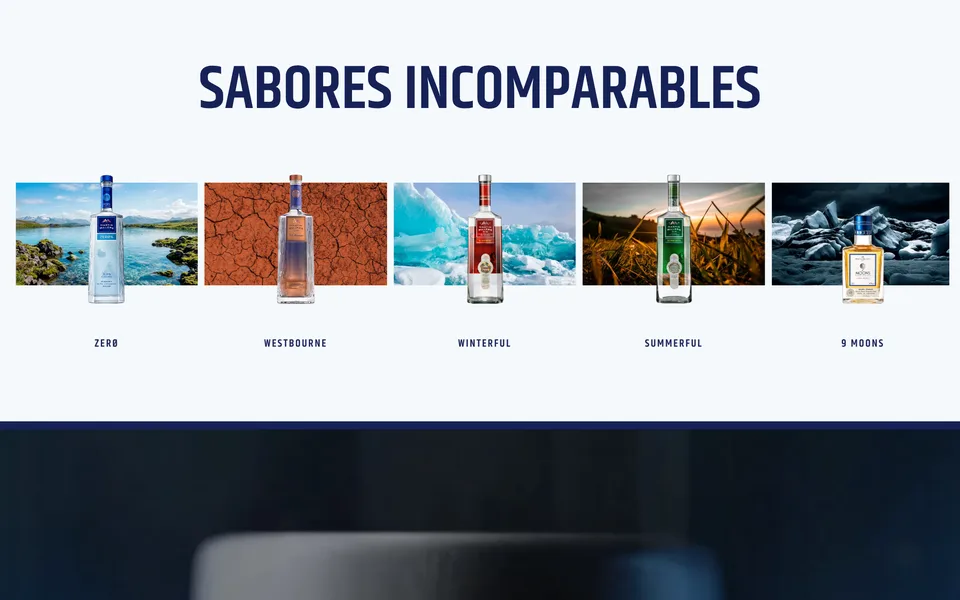 SABORES INCOMPARABLES
ZERØ
WESTBOURNE
WINTERFUL
SUMMERFUL
9 MOONS